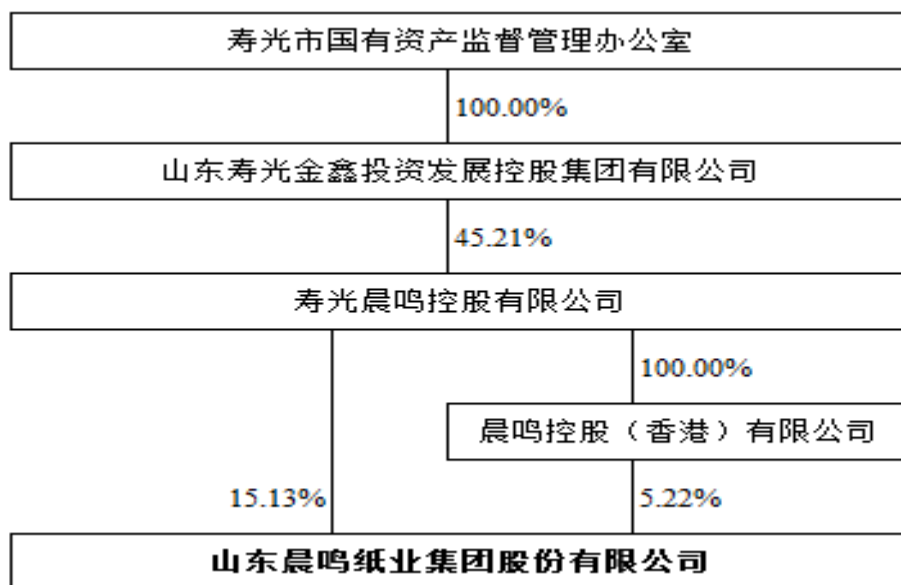 寿光市国有资产监督管理办公室
100.00%
山东寿光金鑫投资发展控股集团有限公司
45.21%
寿光晨鸣控股有限公司
100.00%
晨鸣控股（香港）有限公司
15.13%
5.22%
山东晨鸣纸业集团股份有限公司